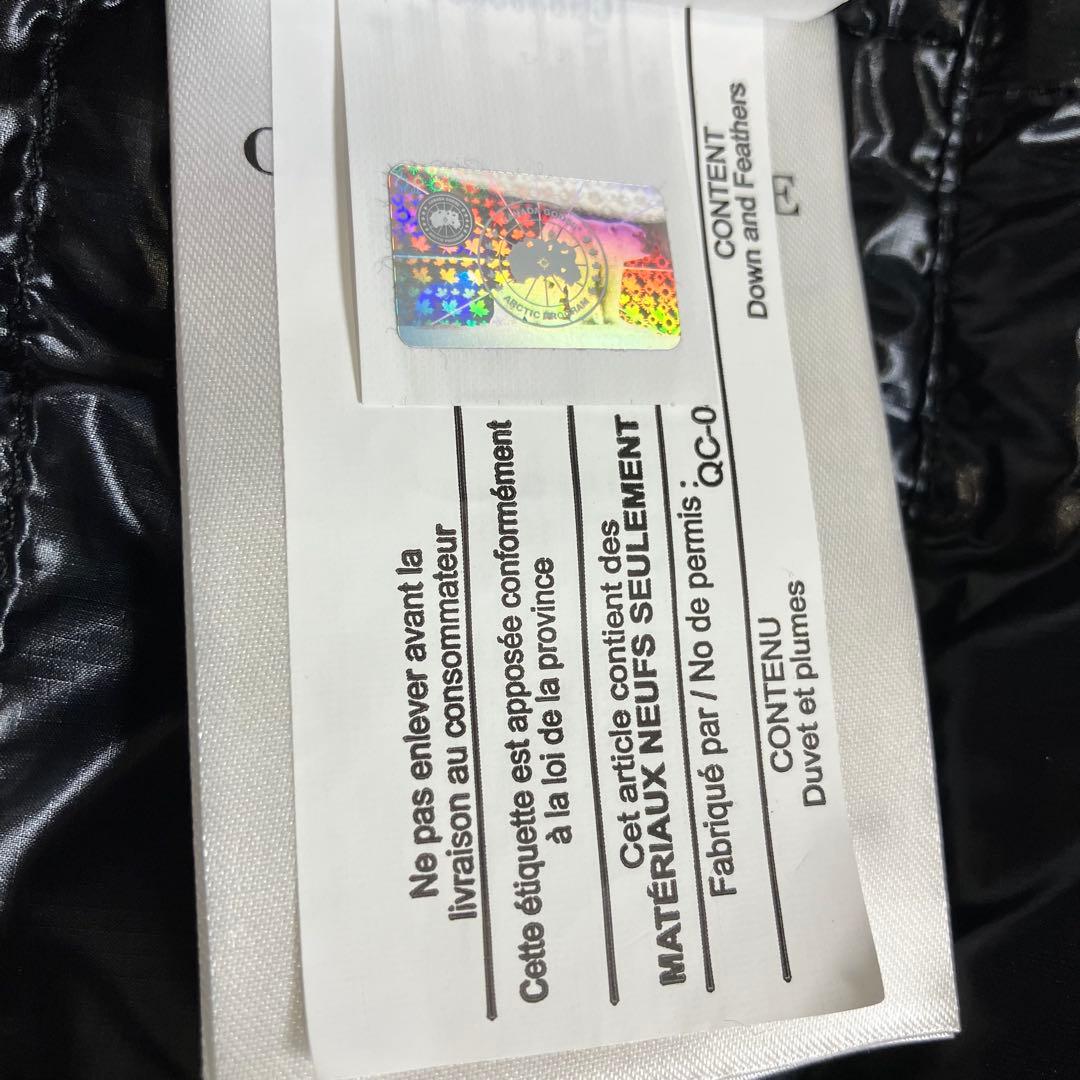 Ne pas enlever avant la
livraison au consommateur
Cette étiquette est apposée conformément
à la loi de la province
Cet article contient des
MATÉRIAUX NEUFS SEULEMENT
Fabriqué par / No de permis :
QC-0
CONTENU
Duvet et plumes
CONTENT
Down and Feathers
ARCTIC PROGRAM